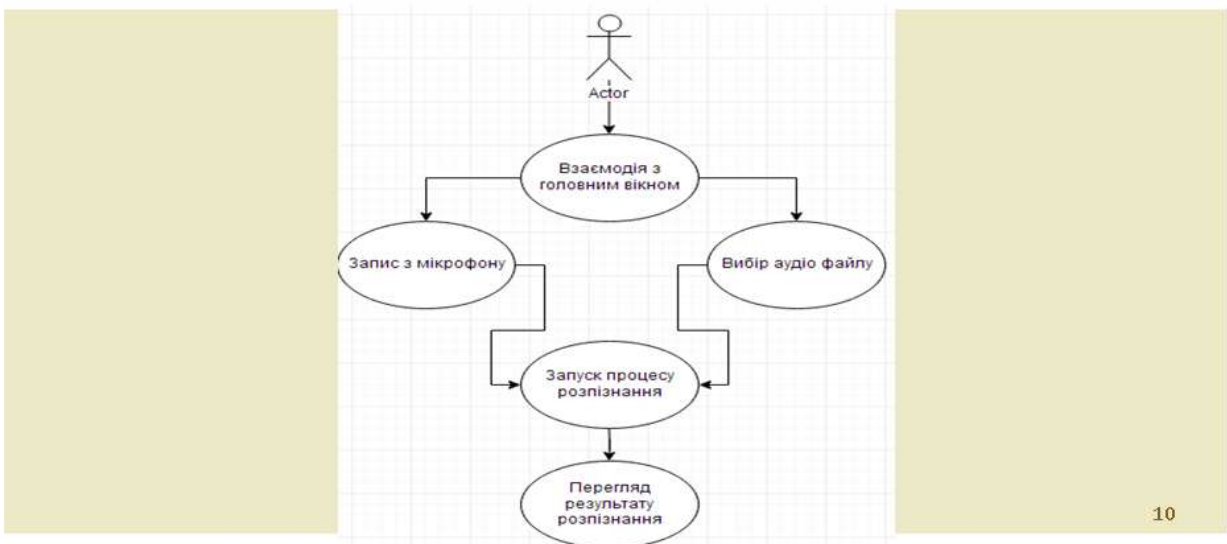 Actor
Взаємодія з
головним вікном
Запис з мікрофону
Вибір аудіо файлу
Запуск процесу
розпізнання
Перегляд
результату
розпізнання
10